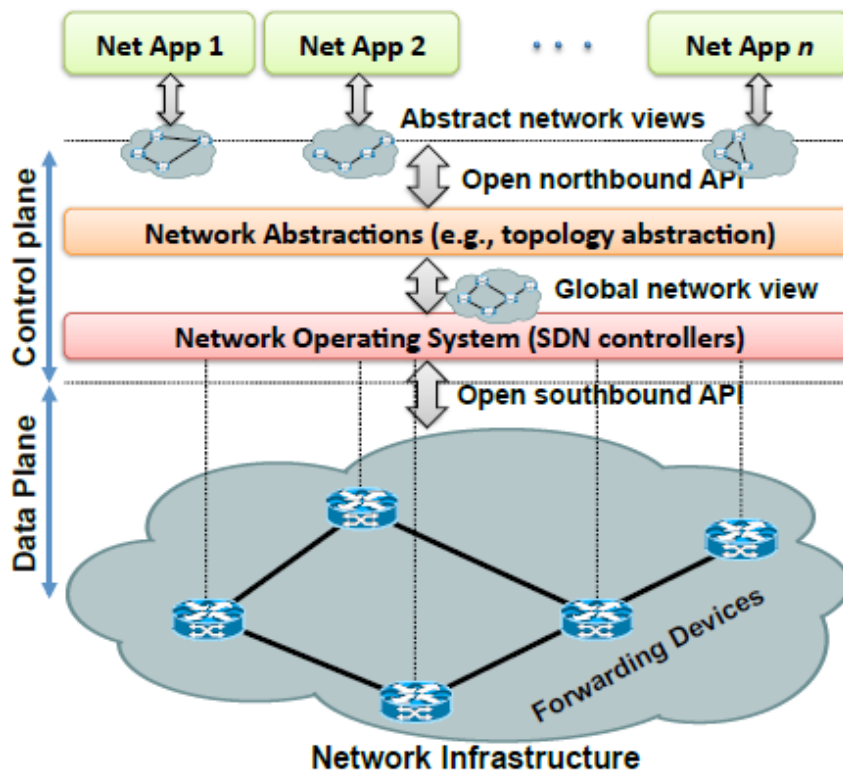 Net App 1
Net App 2
. . .
Net App n
Abstract network views
Open northbound API
Network Abstractions (e.g., topology abstraction)
Global network view
Network Operating System (SDN controllers)
Open southbound API
Control plane
Data Plane
Forwarding Devices
Network Infrastructure